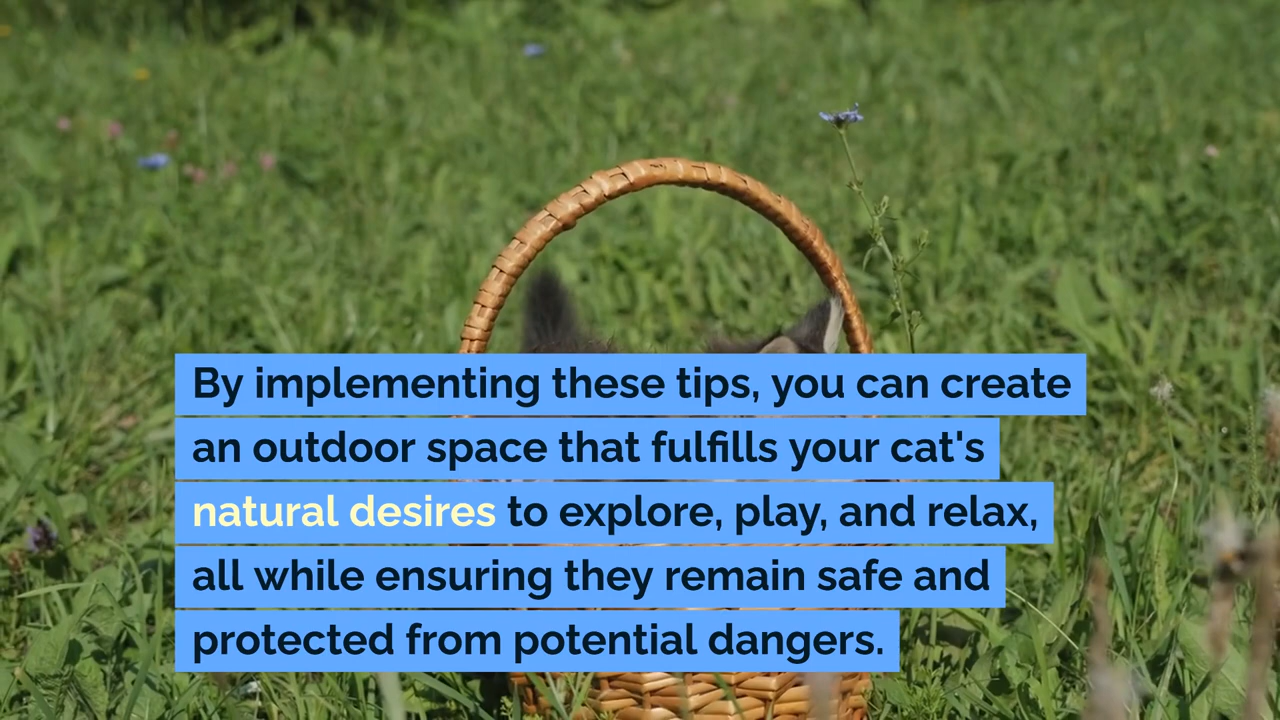 By implementing these tips, you can create
an outdoor space that fulfills your cat's
natural desires to explore, play, and relax,
all while ensuring they remain safe and
protected from potential dangers.